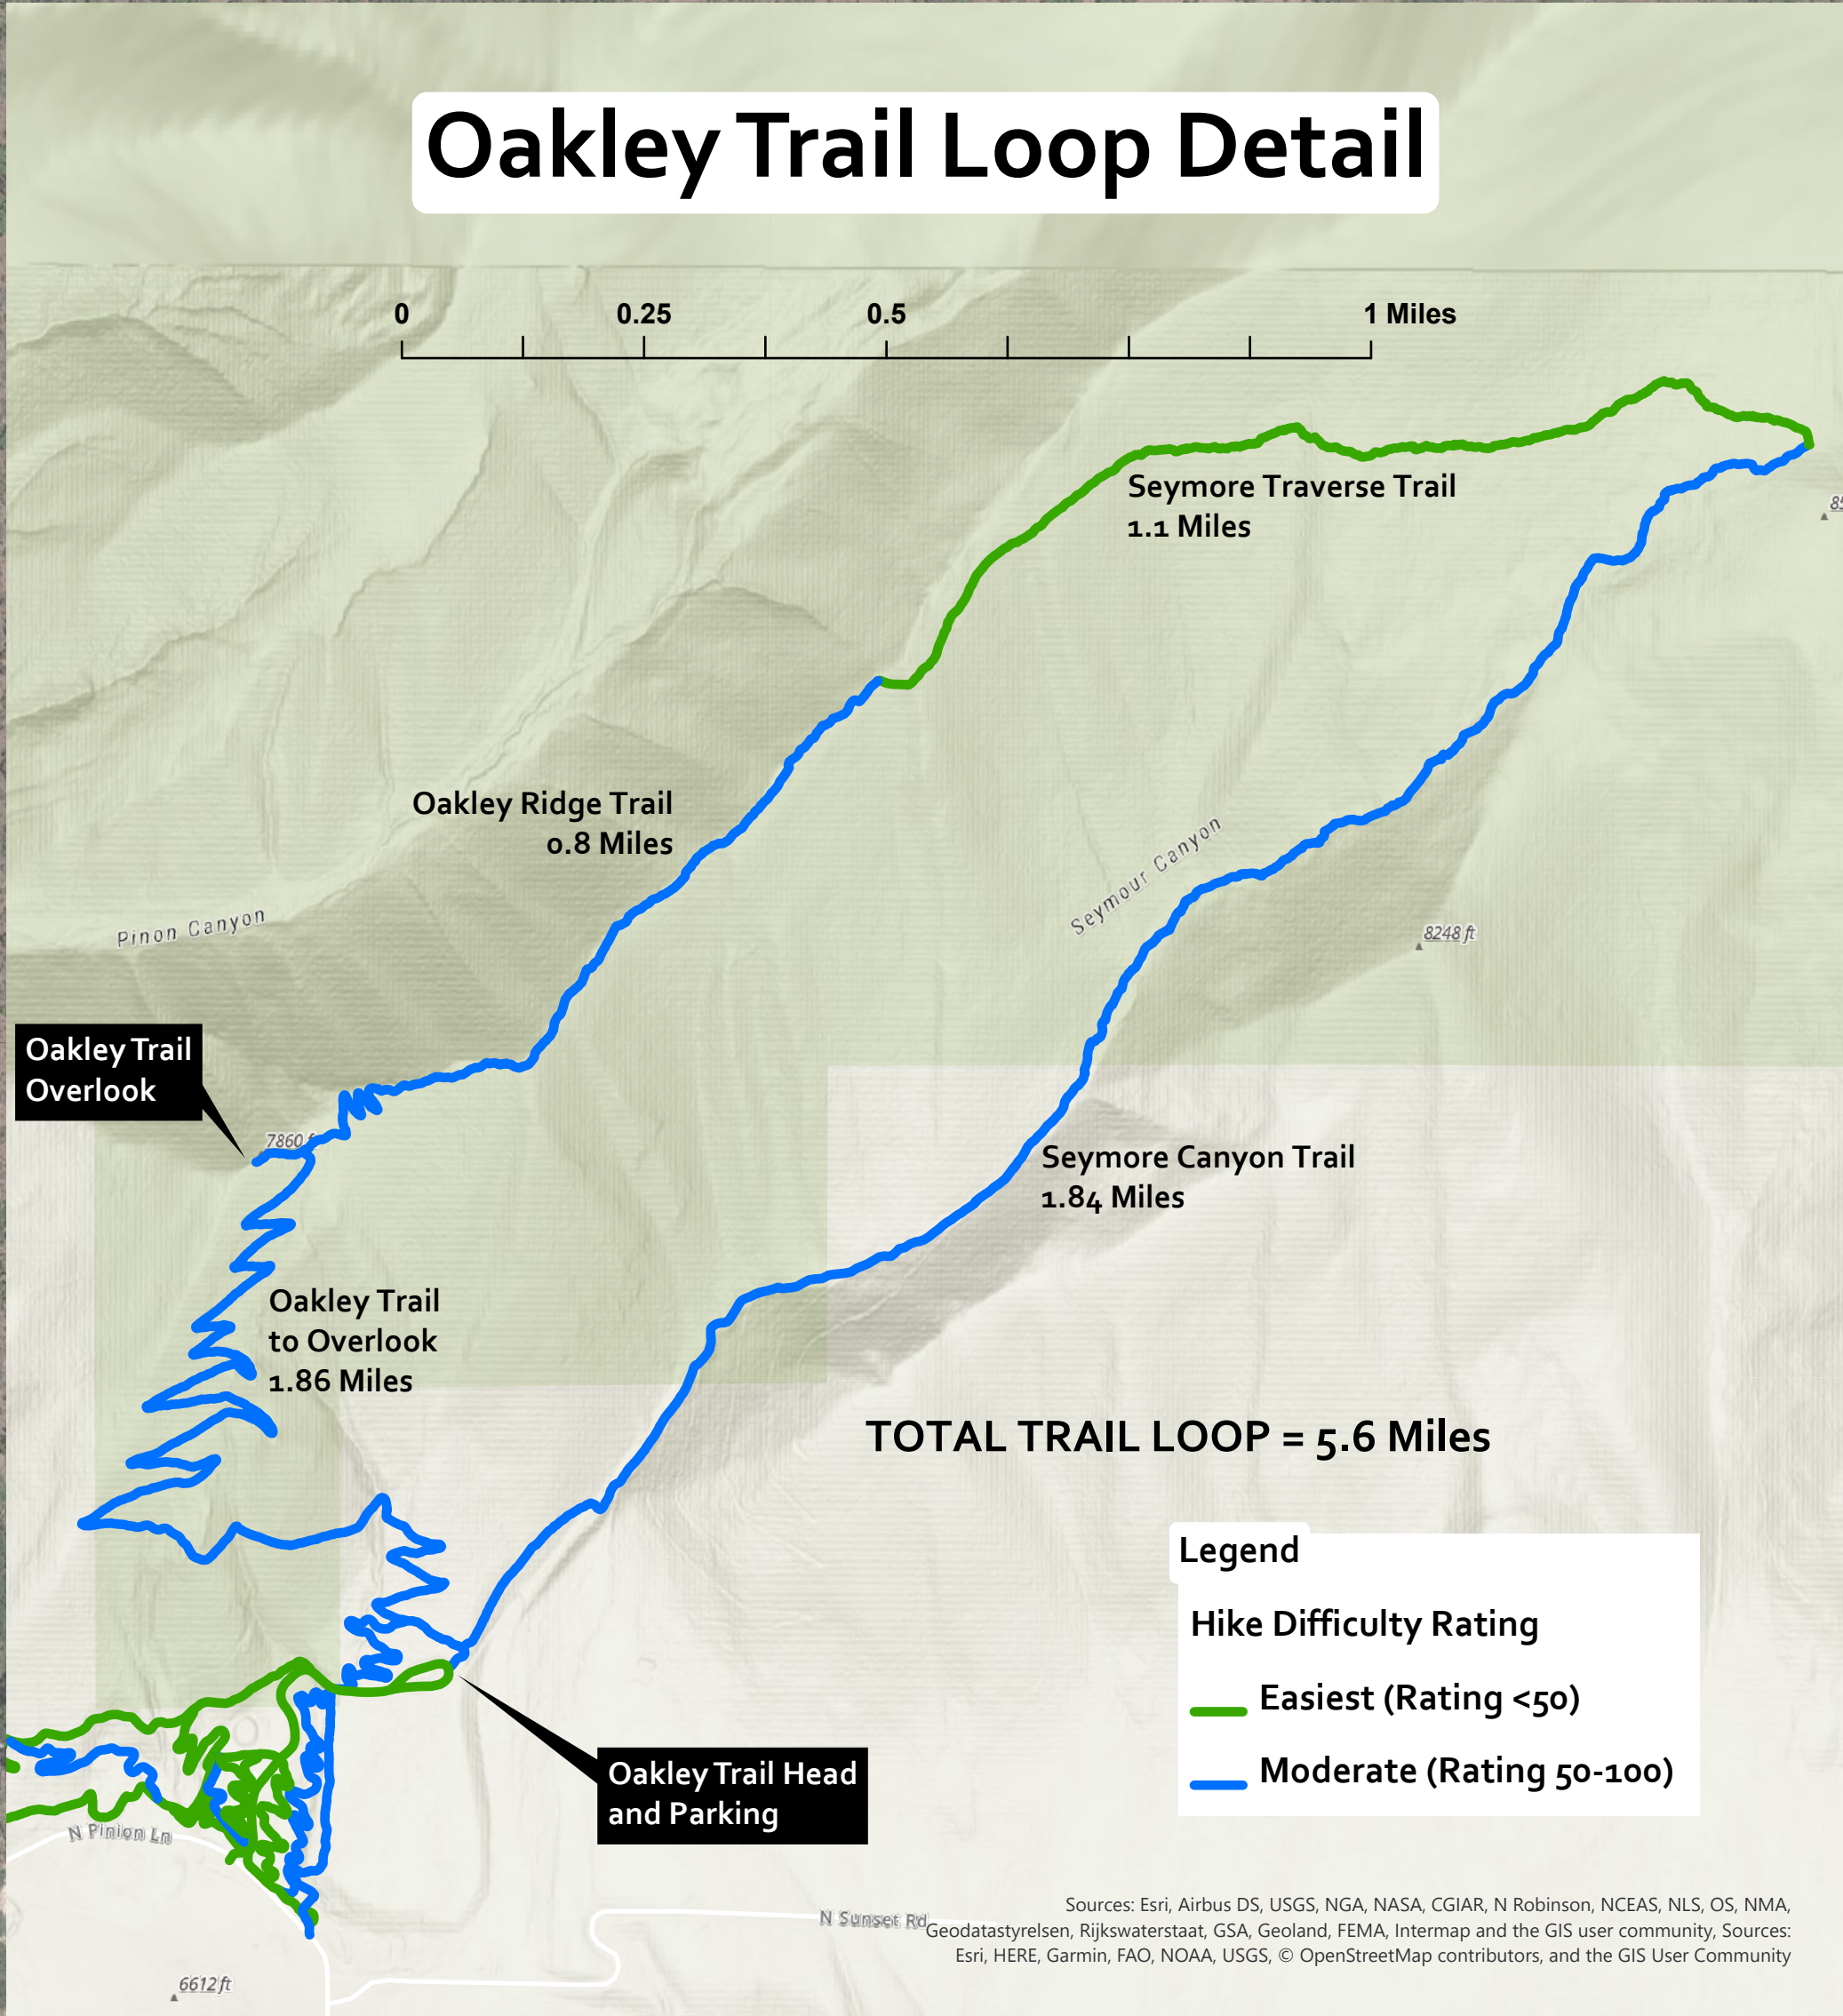 Oakley Trail Loop Detail
0 0.25 0.5 1 Miles
Seymore Traverse Trail
1.1 Miles
Oakley Ridge Trail
0.8 Miles
Seymour Canyon
Pinon Canyon
8248 ft
Oakley Trail
Overlook
7860 f
Seymore Canyon Trail
1.84 Miles
Oakley Trail
to Overlook
1.86 Miles
TOTAL TRAIL LOOP = 5.6 Miles
Legend
Hike Difficulty Rating
Easiest (Rating <50)
Moderate (Rating 50-100)
Oakley Trail Head
and Parking
N Pinion Ln
N Sunset Rd
6612 ft
Sources: Esri, Airbus DS, USGS, NGA, NASA, CGIAR, N Robinson, NCEAS, NLS, OS, NMA,
Geodatastyrelsen, Rijkswaterstaat, GSA, Geoland, FEMA, Intermap and the GIS user community, Sources:
Esri, HERE, Garmin, FAO, NOAA, USGS, © OpenStreetMap contributors, and the GIS User Community